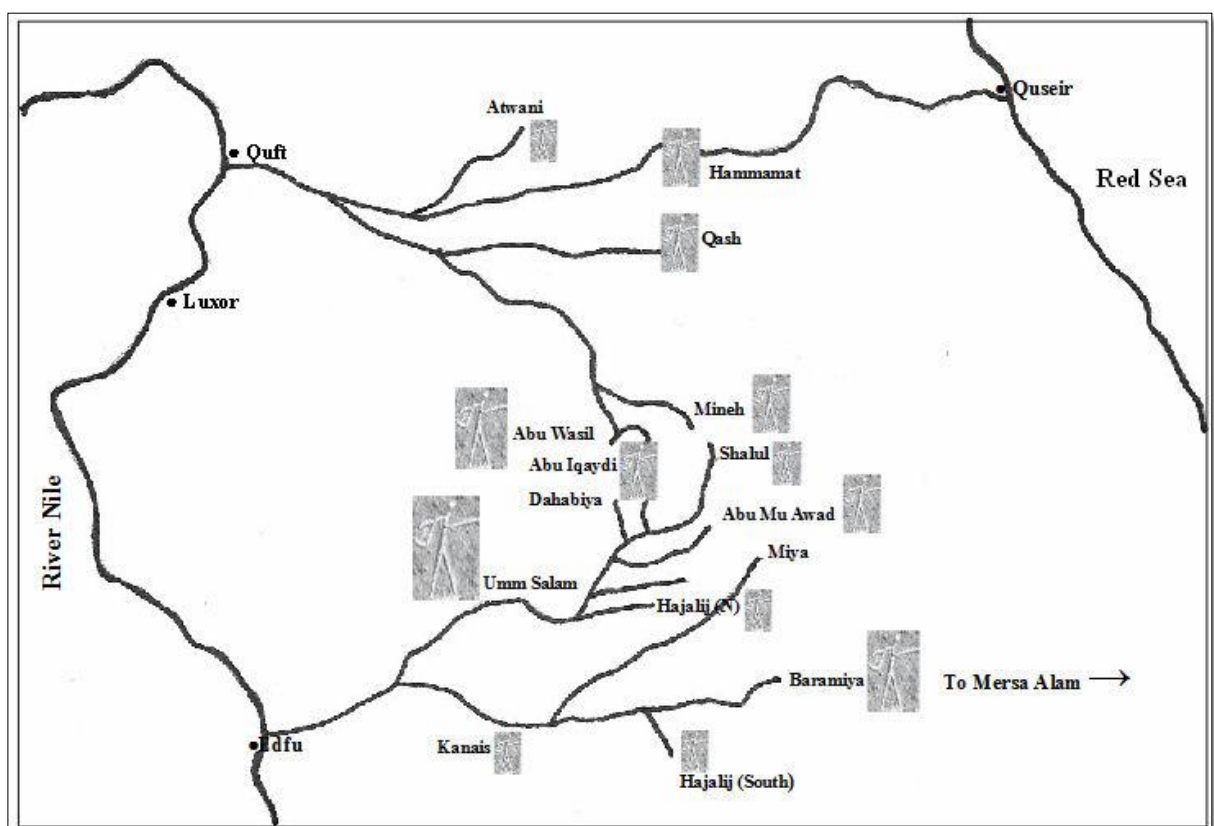 Quseir
Atwani
Quft
Hammamat
Red Sea
Qash
Luxor
Mineh
Abu Wasil
Shalul
Abu Iqaydi
Dahabiya
Abu Mu Awad
River Nile
Miya
Umm Salam
Hajalij (N)
Baramiya
To Mersa Alam →
Edfu
Kanais
Hajalij (South)